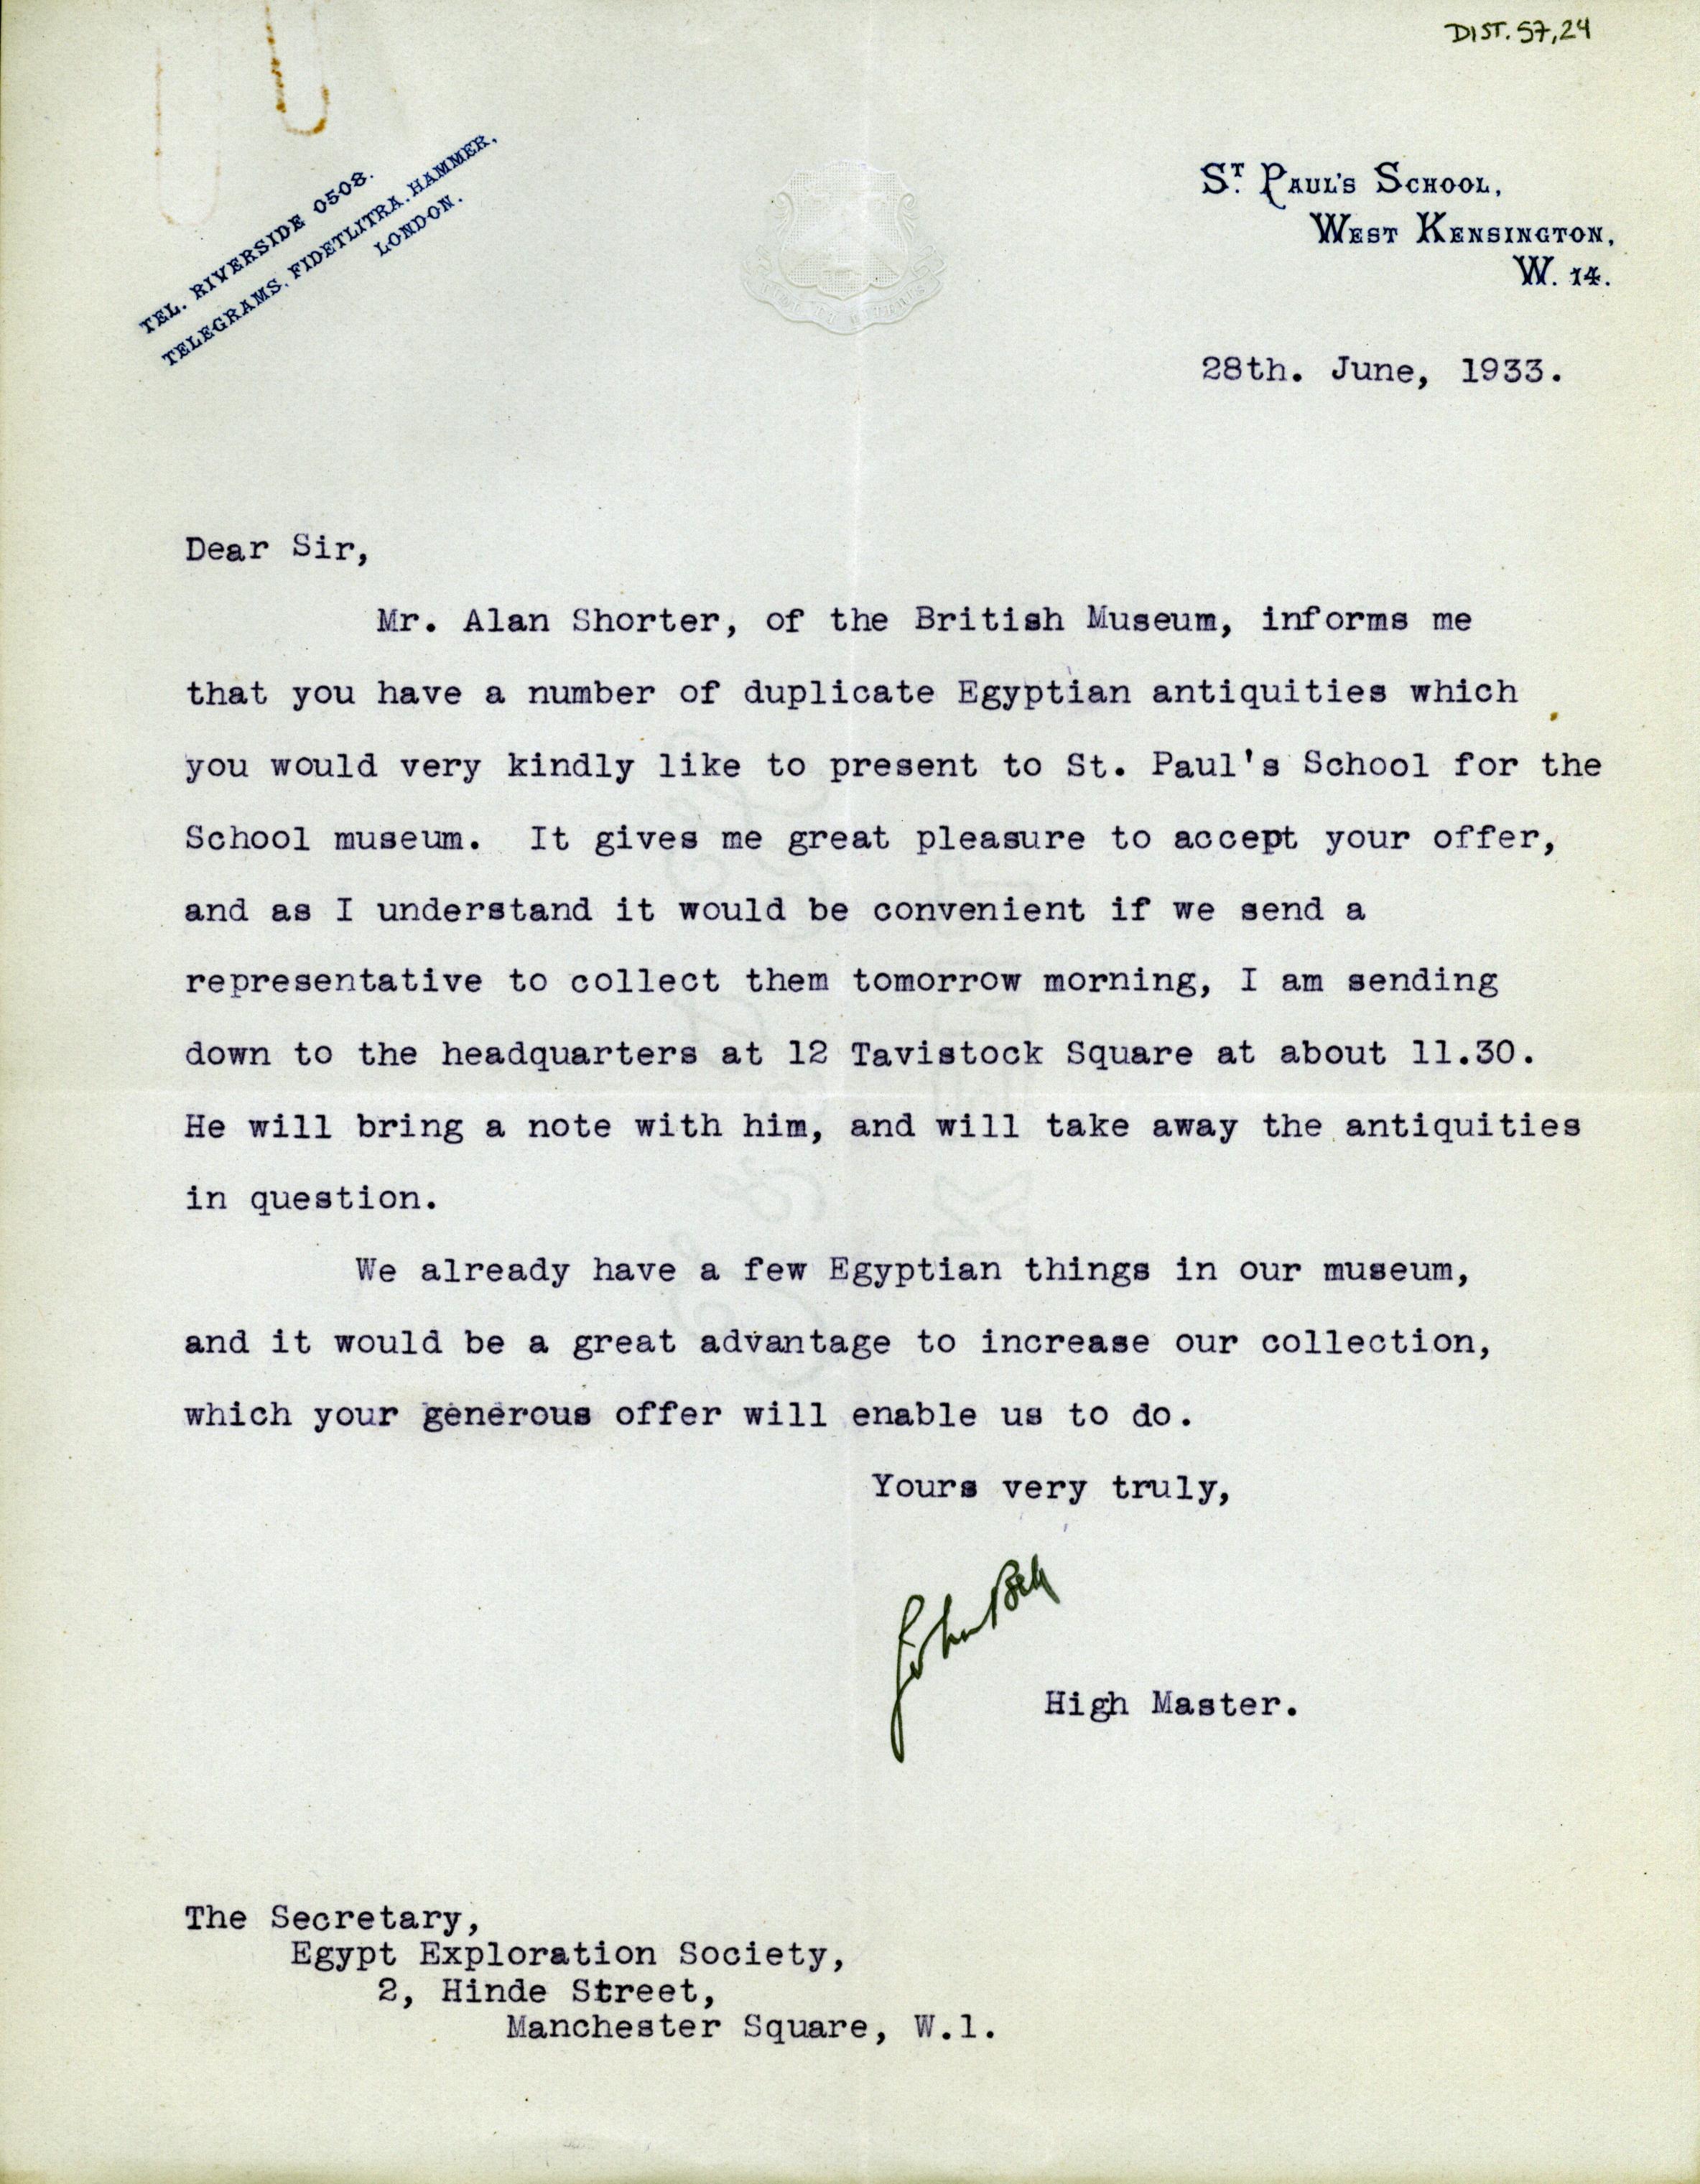 DIST. 57,24
TEL. RIVERSIDE 0508.
TELEGRAMS. FIDETLITRA. HAMMER,
LONDON.
ST. PAUL'S SCHOOL,
WEST KENSINGTON,
W. 14.
28th. June, 1933.
Dear Sir,
Mr. Alan Shorter, of the British Museum, informs me
that you have a number of duplicate Egyptian antiquities which
you would very kindly like to present to St. Paul's School for the
School museum. It gives me great pleasure to accept your offer,
and as I understand it would be convenient if we send a
representative to collect them tomorrow morning, I am sending
down to the headquarters at 12 Tavistock Square at about 11.30.
He will bring a note with him, and will take away the antiquities
in question.
We already have a few Egyptian things in our museum,
and it would be a great advantage to increase our collection,
which your generous offer will enable us to do.
Yours very truly,
John Bell
High Master.
The Secretary,
Egypt Exploration Society,
2, Hinde Street,
Manchester Square, W.1.